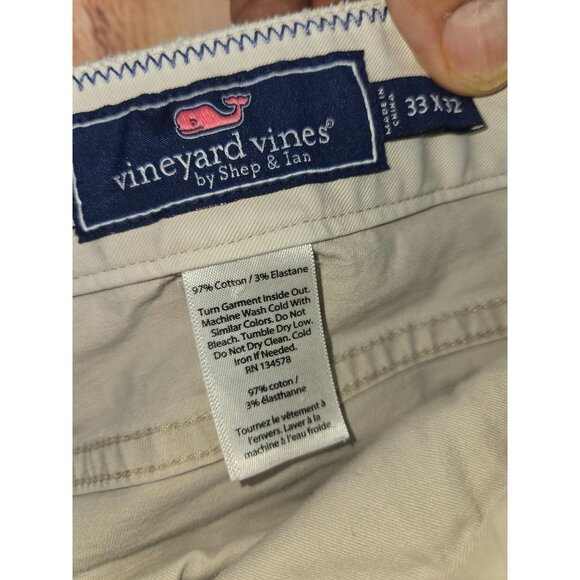 vineyard vines®
by Shep & Ian
MADE IN
CHINA
33 X 32
97% Cotton / 3% Elastane
Turn Garment Inside Out.
Machine Wash Cold With
Similar Colors. Do Not
Bleach. Tumble Dry Low.
Do Not Dry Clean. Cold
Iron If Needed.
RN 134578
97% coton /
3% élasthanne
Tournez le vêtement à
l'envers. Laver à la
machine à l'eau froide